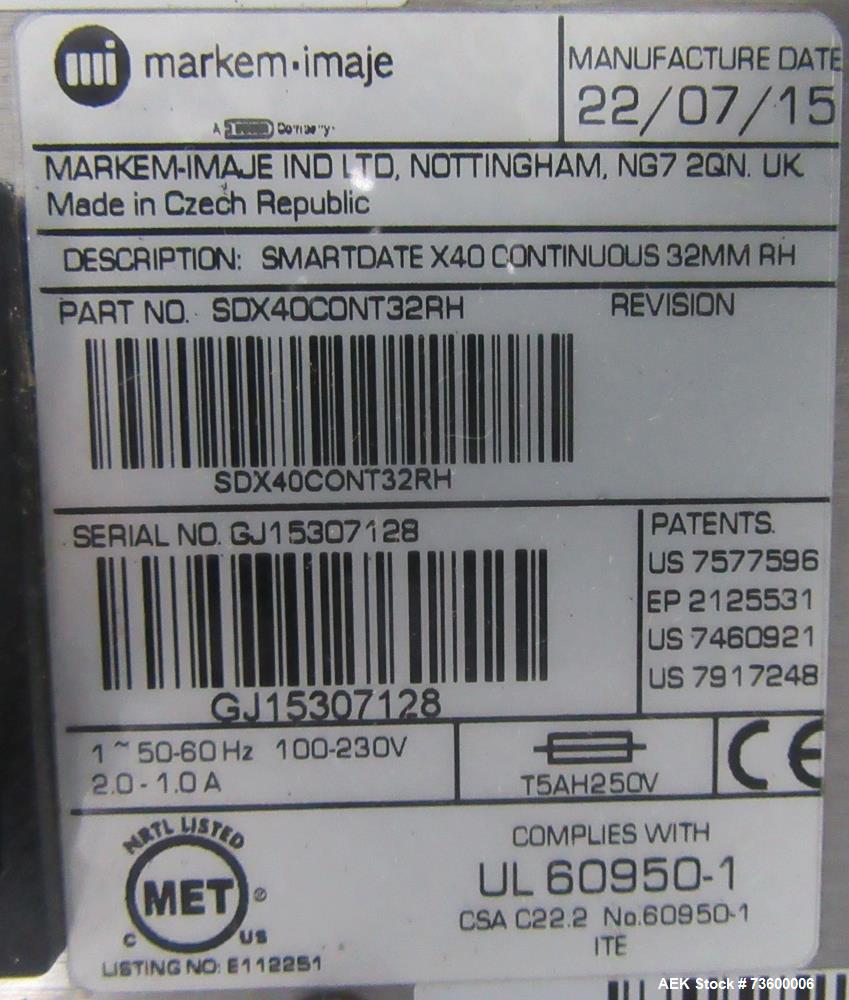 mi markem·imaje
MANUFACTURE DATE
22/07/15
A DOVER Company
MARKEM-IMAJE IND LTD, NOTTINGHAM, NG7 2QN. UK
Made in Czech Republic
DESCRIPTION: SMARTDATE X40 CONTINUOUS 32MM RH
PART NO. SDX40CONT32RH
REVISION
SDX40CONT32RH
SERIAL NO. GJ15307128
GJ15307128
PATENTS.
US 7577596
EP 2125531
US 7460921
US 7917248
1 ~ 50-60 Hz 100-230V
2.0 - 1.0 A
T5AH250V
CE
NRTL LISTED
MET ®
C US
LISTING NO: E112251
COMPLIES WITH
UL 60950-1
CSA C22.2 No.60950-1
ITE
AEK Stock # 73600006